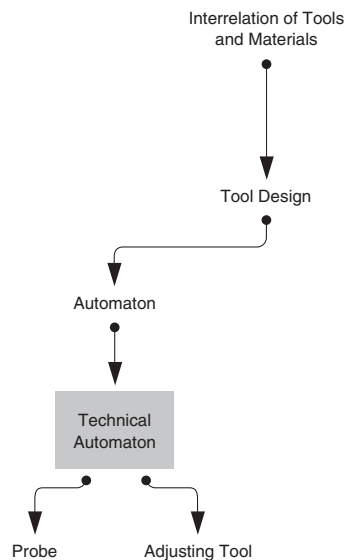 Interrelation of Tools
and Materials
Tool Design
Automaton
Technical
Automaton
Probe
Adjusting Tool